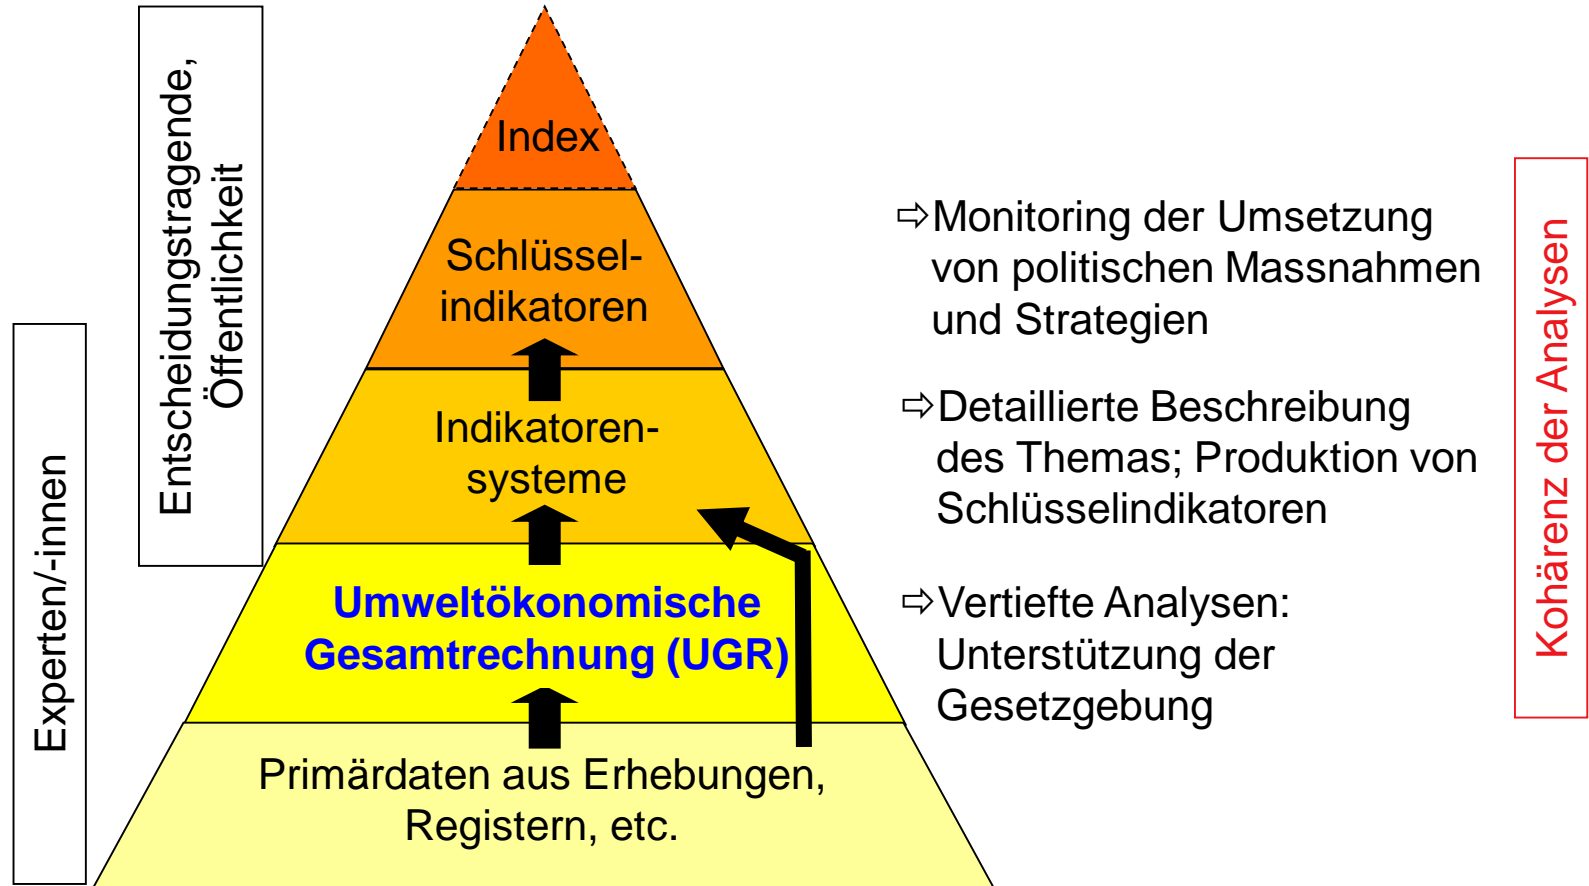 Entscheidungstragende,
Öffentlichkeit
Experten/-innen
Index
Schlüssel-
indikatoren
Indikatoren-
systeme
Umweltökonomische
Gesamtrechnung (UGR)
Primärdaten aus Erhebungen,
Registern, etc.
⇨Monitoring der Umsetzung
von politischen Massnahmen
und Strategien
⇨Detaillierte Beschreibung
des Themas; Produktion von
Schlüsselindikatoren
⇨Vertiefte Analysen:
Unterstützung der
Gesetzgebung
Kohärenz der Analysen